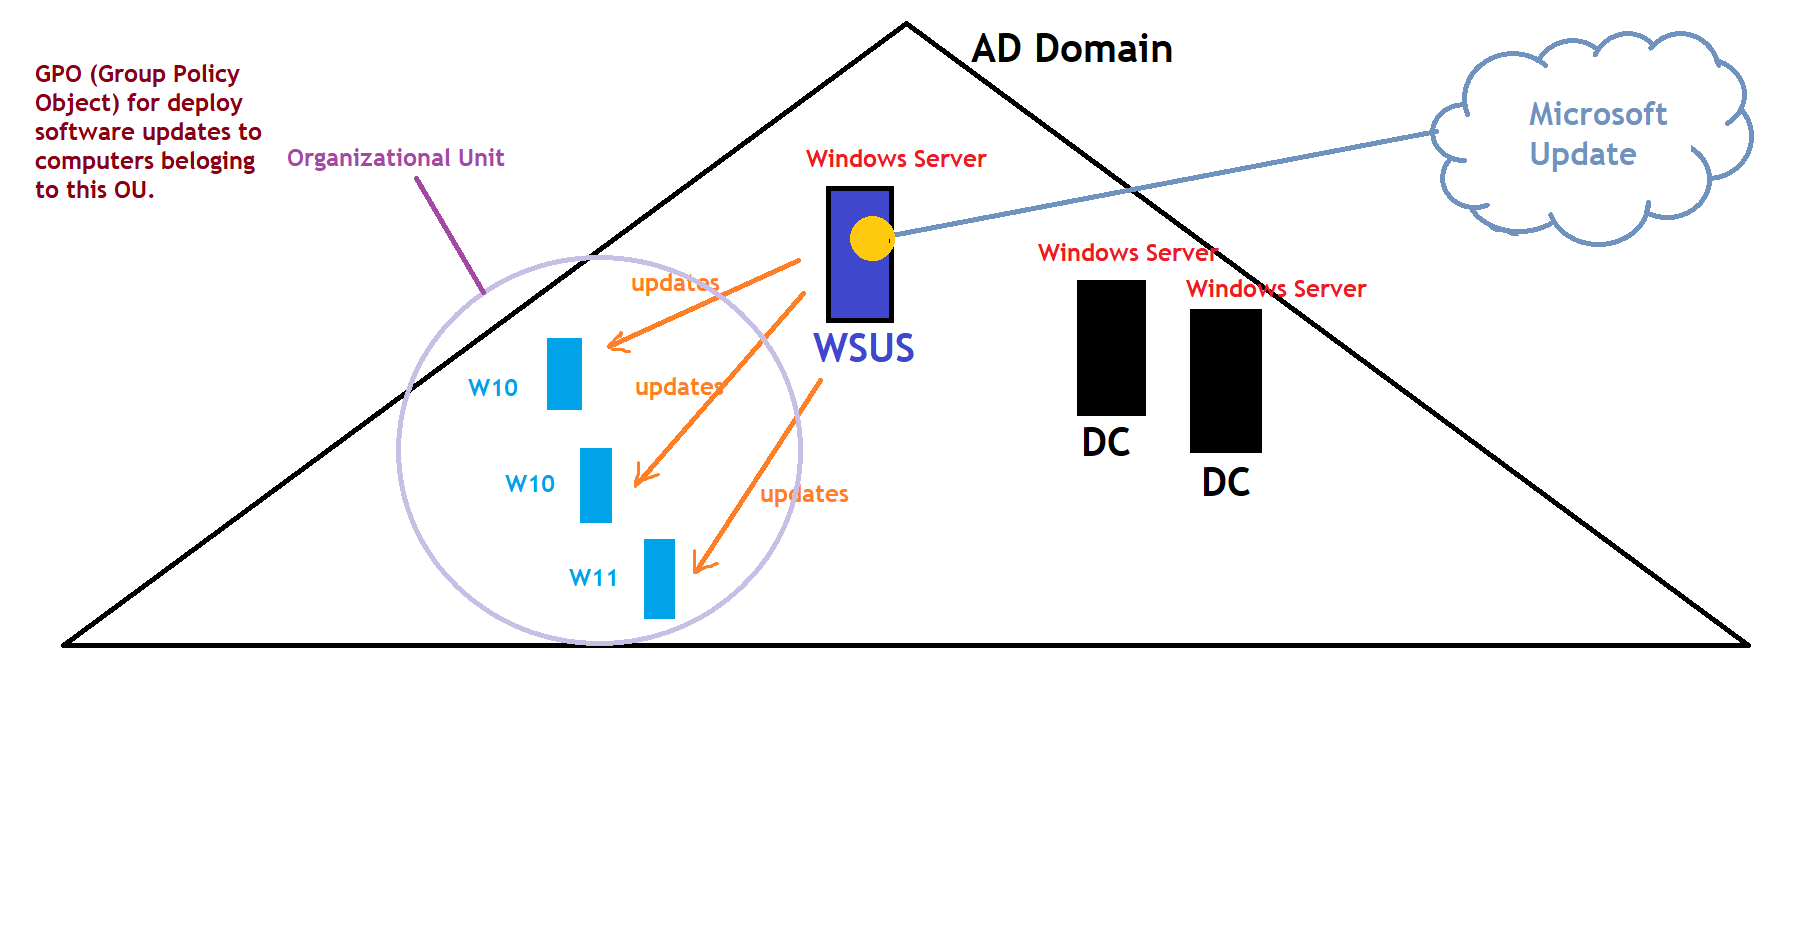 AD Domain
GPO (Group Policy
Object) for deploy
software updates to
computers beloging
to this OU.
Organizational Unit
Windows Server
Microsoft
Update
Windows Server
Windows Server
updates
WSUS
W10
updates
DC
W10
updates
DC
W11